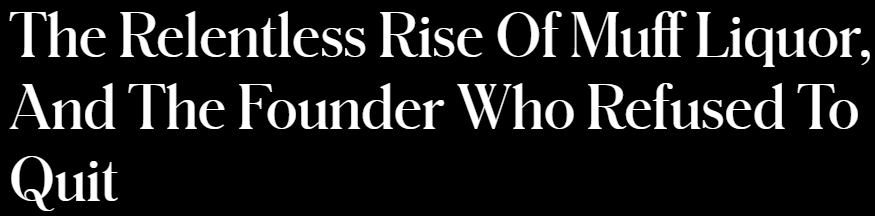 The Relentless Rise Of Muff Liquor,
And The Founder Who Refused To
Quit